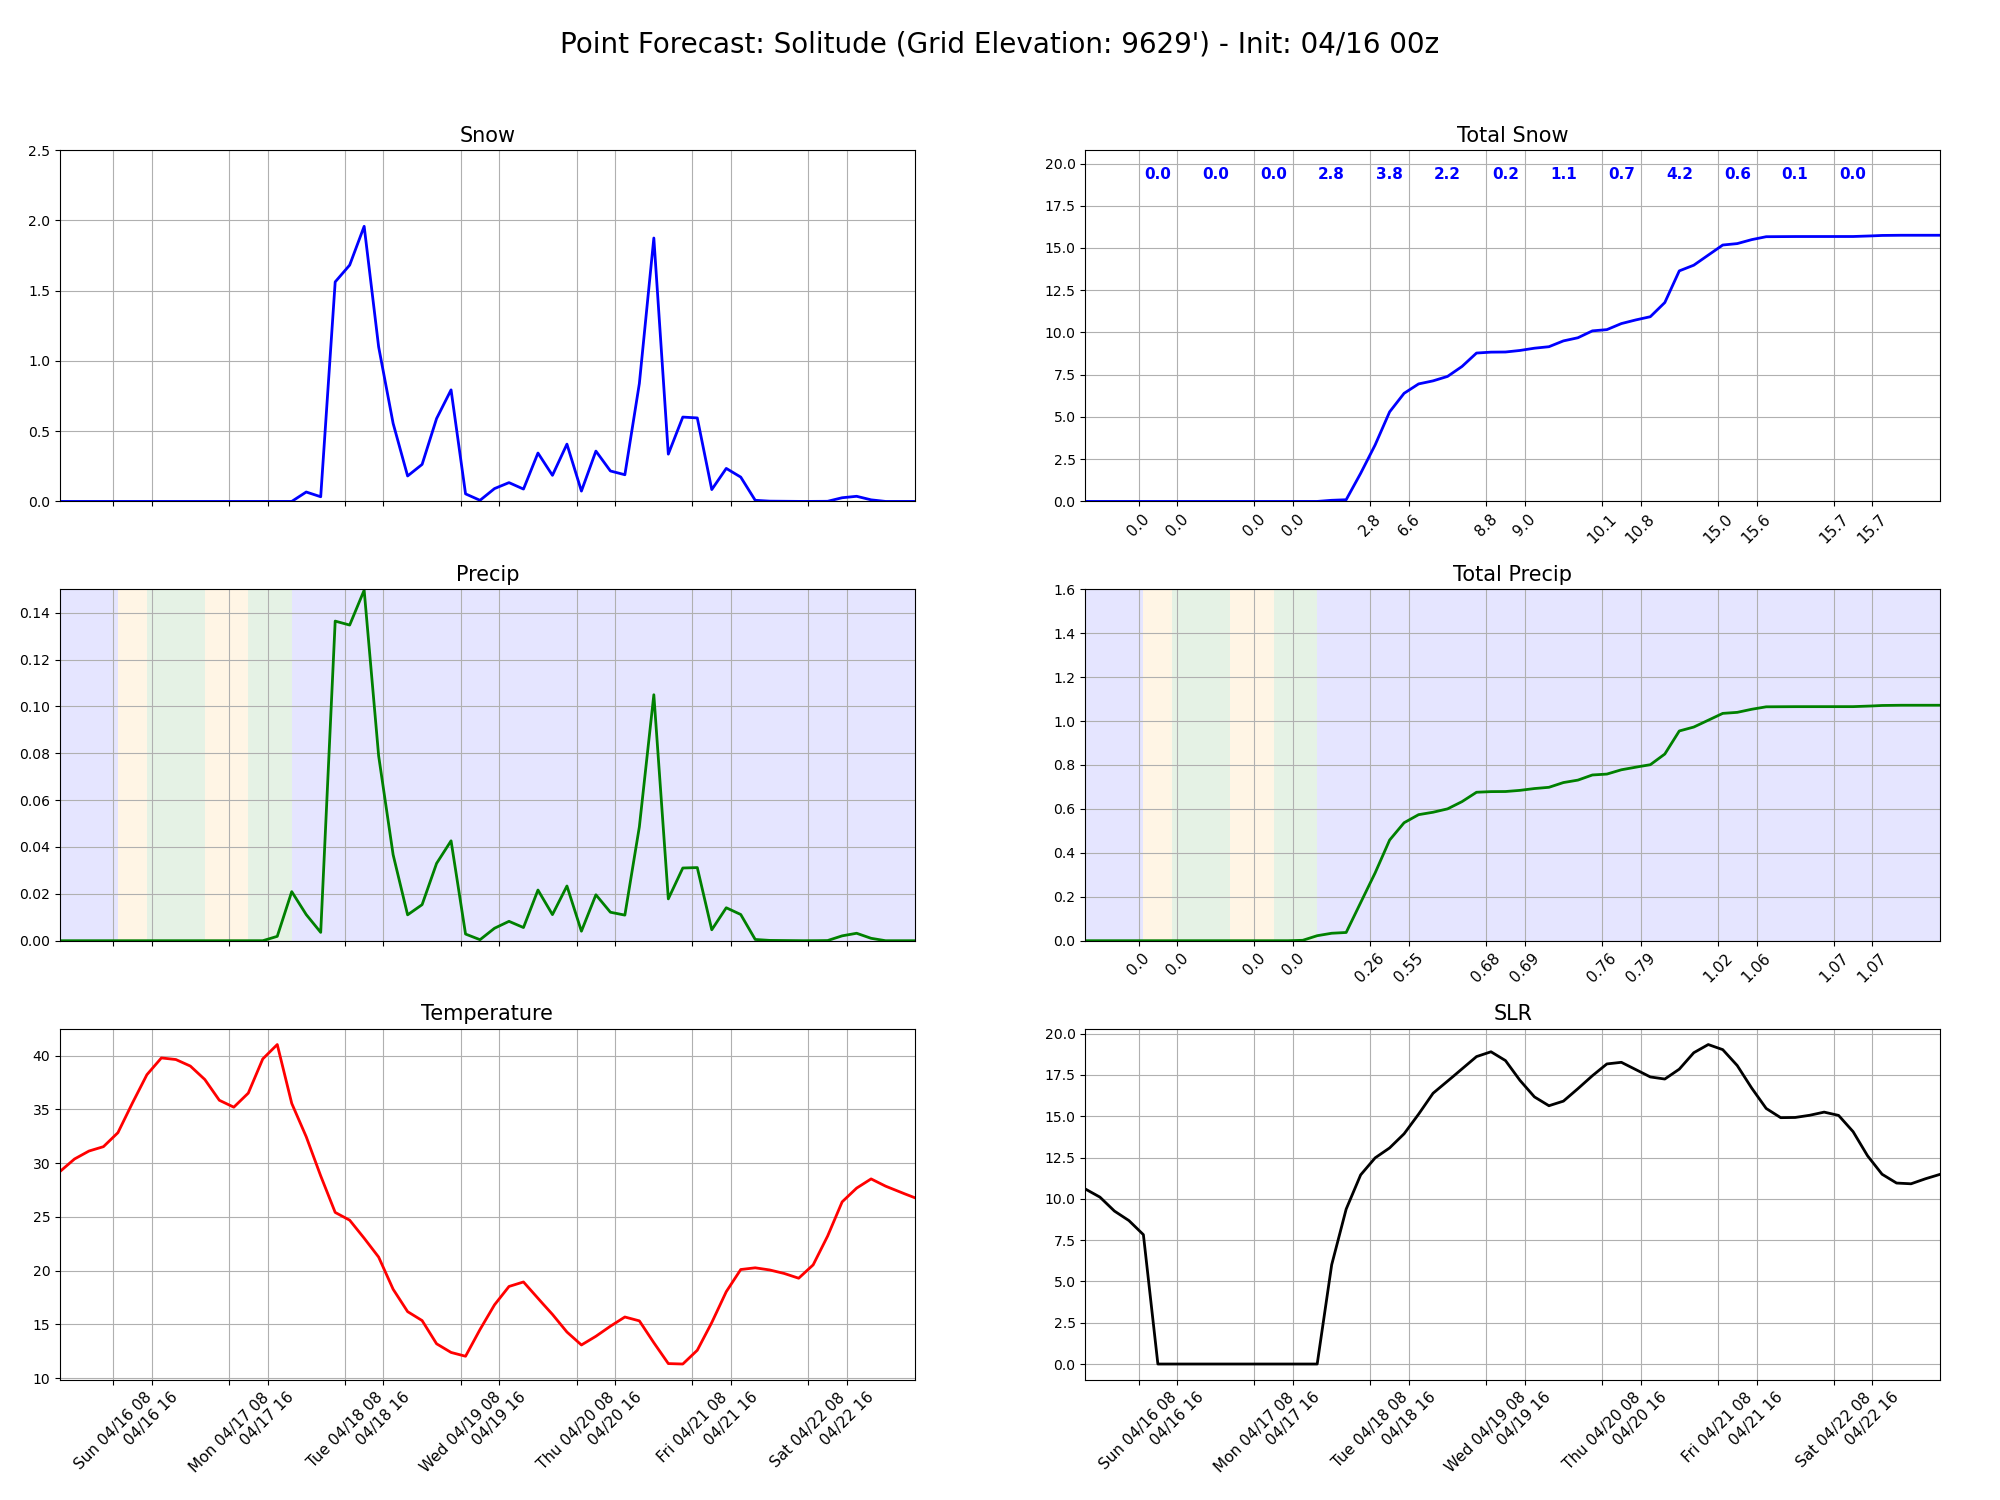 Point Forecast: Solitude (Grid Elevation: 9629') - Init: 04/16 00z
Snow
2.5
2.0
1.5
1.0
0.5
0.0
Total Snow
20.0
17.5
15.0
12.5
10.0
7.5
5.0
2.5
0.0
0.0 0.0 0.0 2.8 3.8 2.2 0.2 1.1 0.7 4.2 0.6 0.1 0.0
0.0 0.0 0.0 0.0 2.8 6.6 8.8 9.0 10.1 10.8 15.0 15.6 15.7 15.7
Precip
0.14
0.12
0.10
0.08
0.06
0.04
0.02
0.00
Total Precip
1.6
1.4
1.2
1.0
0.8
0.6
0.4
0.2
0.0
0.0 0.0 0.0 0.0 0.26 0.55 0.68 0.69 0.76 0.79 1.02 1.06 1.07 1.07
Temperature
40
35
30
25
20
15
10
Sun 04/16 08
04/16 16
Mon 04/17 08
04/17 16
Tue 04/18 08
04/18 16
Wed 04/19 08
04/19 16
Thu 04/20 08
04/20 16
Fri 04/21 08
04/21 16
Sat 04/22 08
04/22 16
SLR
20.0
17.5
15.0
12.5
10.0
7.5
5.0
2.5
0.0
Sun 04/16 08
04/16 16
Mon 04/17 08
04/17 16
Tue 04/18 08
04/18 16
Wed 04/19 08
04/19 16
Thu 04/20 08
04/20 16
Fri 04/21 08
04/21 16
Sat 04/22 08
04/22 16